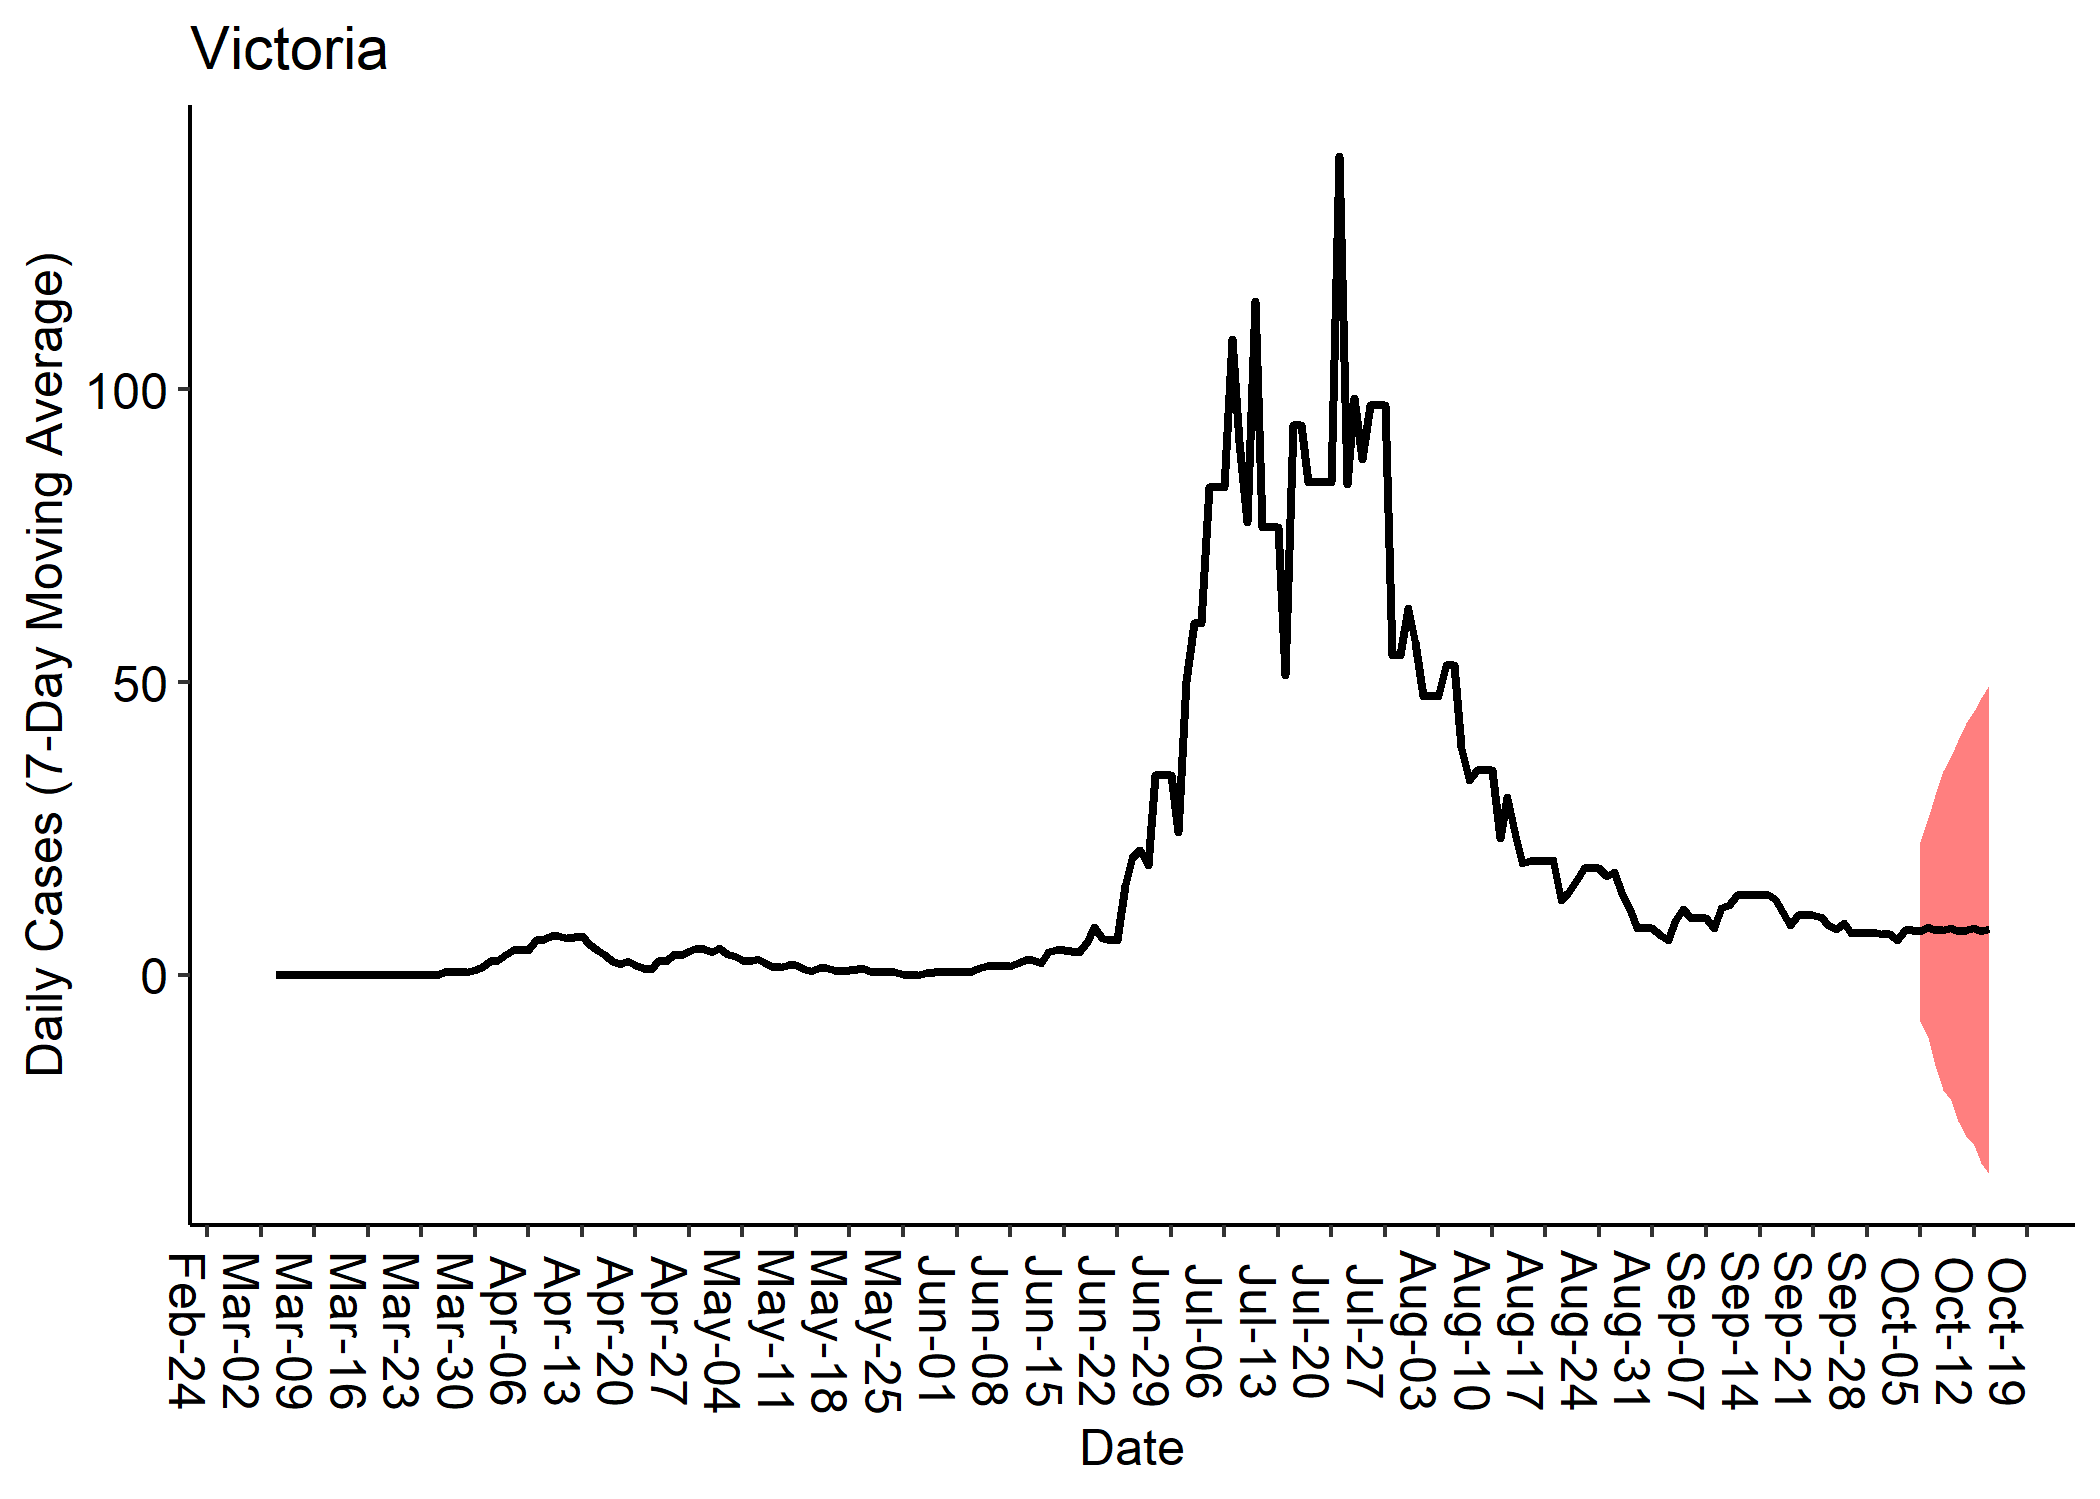 Victoria
Daily Cases (7-Day Moving Average)
100
50
0
Feb-24
Mar-02
Mar-09
Mar-16
Mar-23
Mar-30
Apr-06
Apr-13
Apr-20
Apr-27
May-04
May-11
May-18
May-25
Jun-01
Jun-08
Jun-15
Jun-22
Jun-29
Jul-06
Jul-13
Jul-20
Jul-27
Aug-03
Aug-10
Aug-17
Aug-24
Aug-31
Sep-07
Sep-14
Sep-21
Sep-28
Oct-05
Oct-12
Oct-19
Date